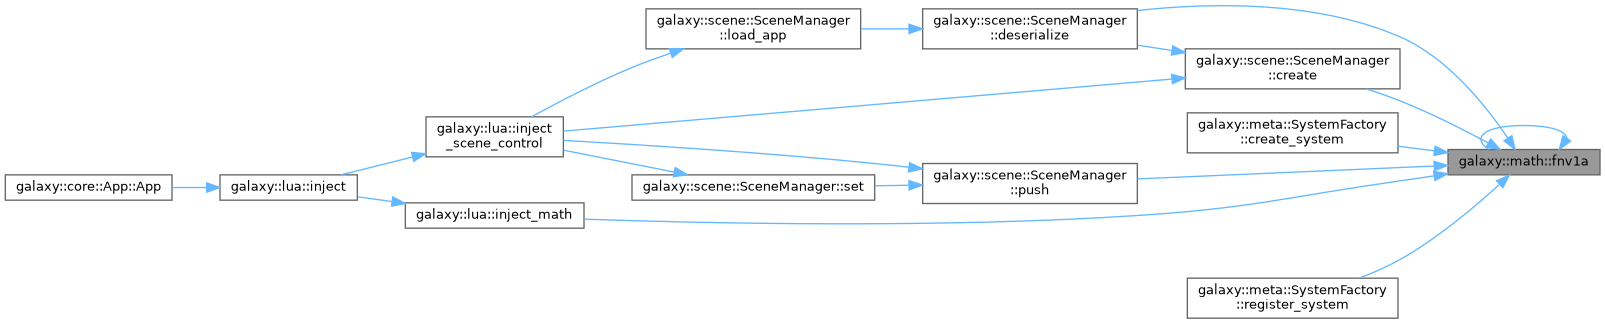 galaxy::scene::SceneManager
::load_app
galaxy::scene::SceneManager
::deserialize
galaxy::scene::SceneManager
::create
galaxy::lua::inject
_scene_control
galaxy::meta::SystemFactory
::create_system
galaxy::math::fnv1a
galaxy::core::App::App
galaxy::lua::inject
galaxy::scene::SceneManager::set
galaxy::scene::SceneManager
::push
galaxy::lua::inject_math
galaxy::meta::SystemFactory
::register_system